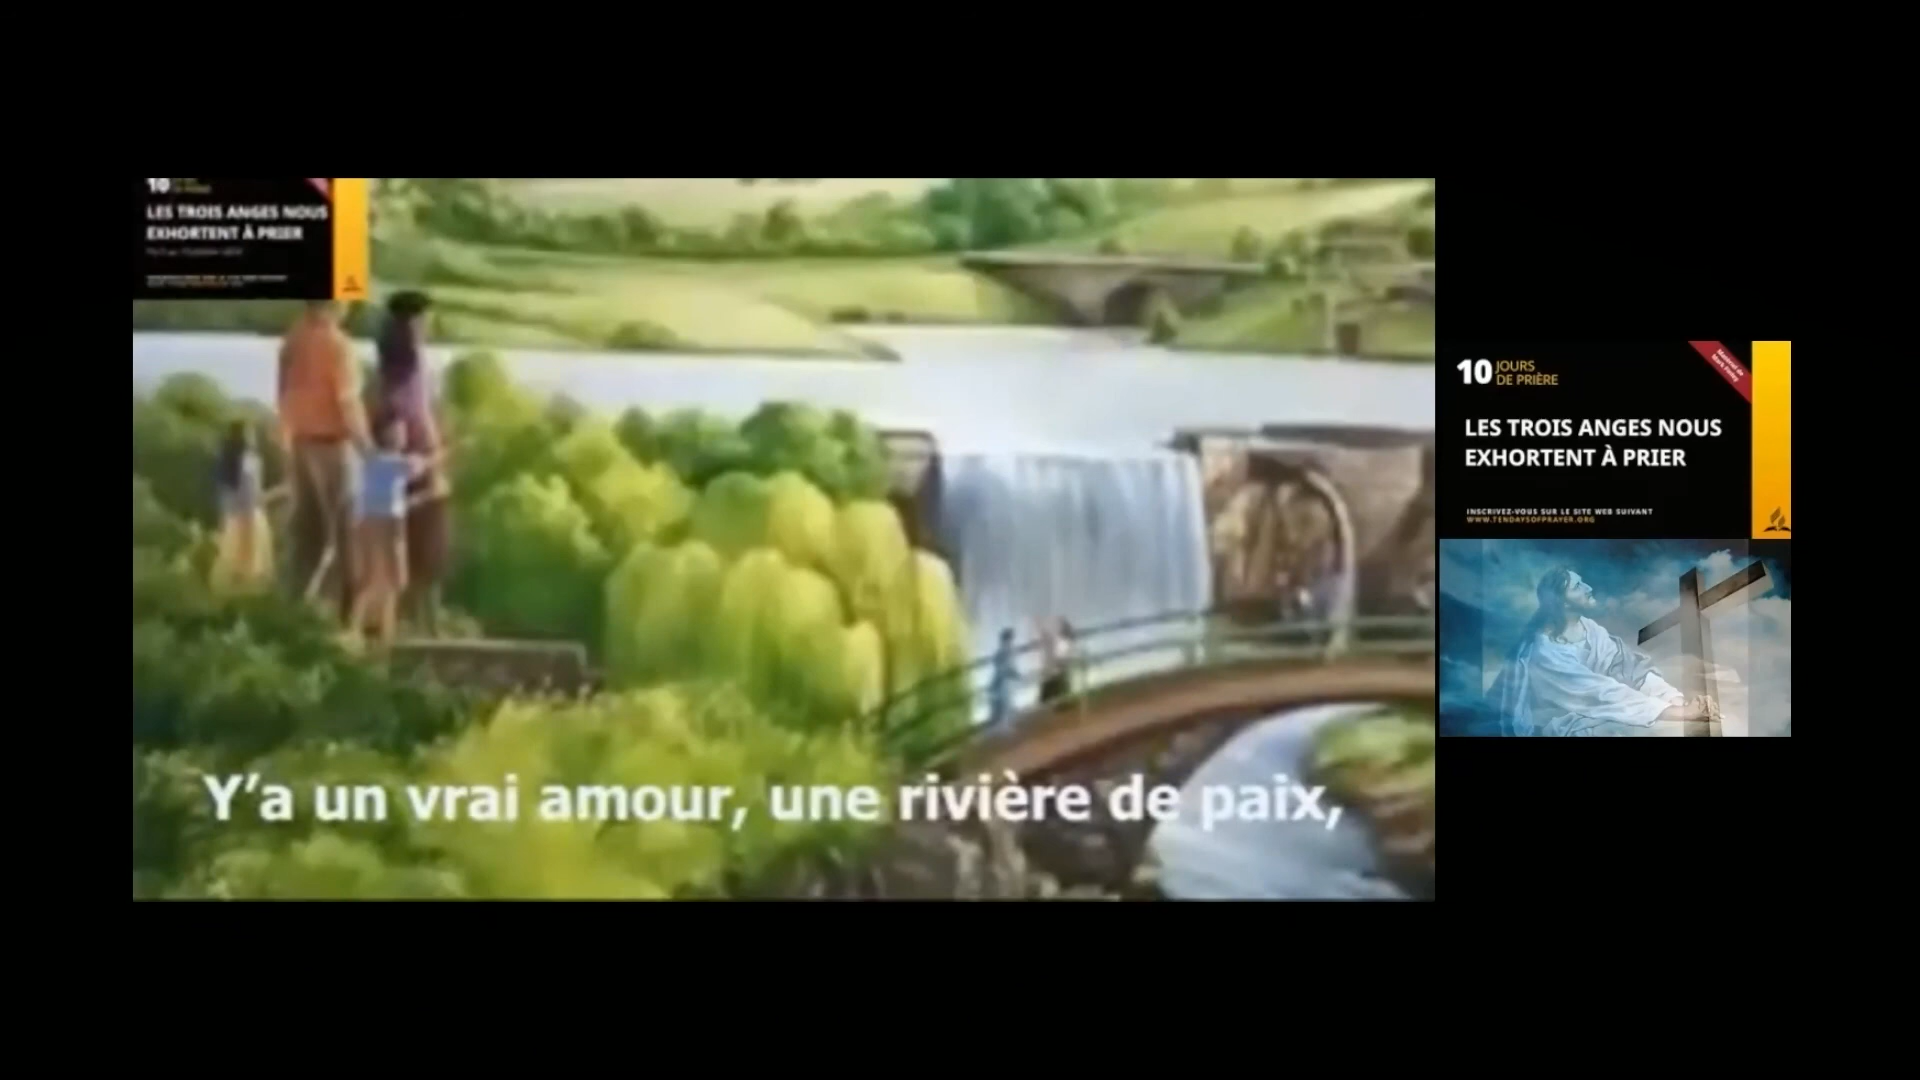 10
LES TROIS ANGES NOUS
EXHORTENT À PRIER
Y'a un vrai amour, une rivière de paix,
10 JOURS
DE PRIÈRE
LES TROIS ANGES NOUS
EXHORTENT À PRIER
INSCRIVEZ-VOUS SUR LE SITE WEB SUIVANT
WWW.TENDAYSOFPRAYER.ORG